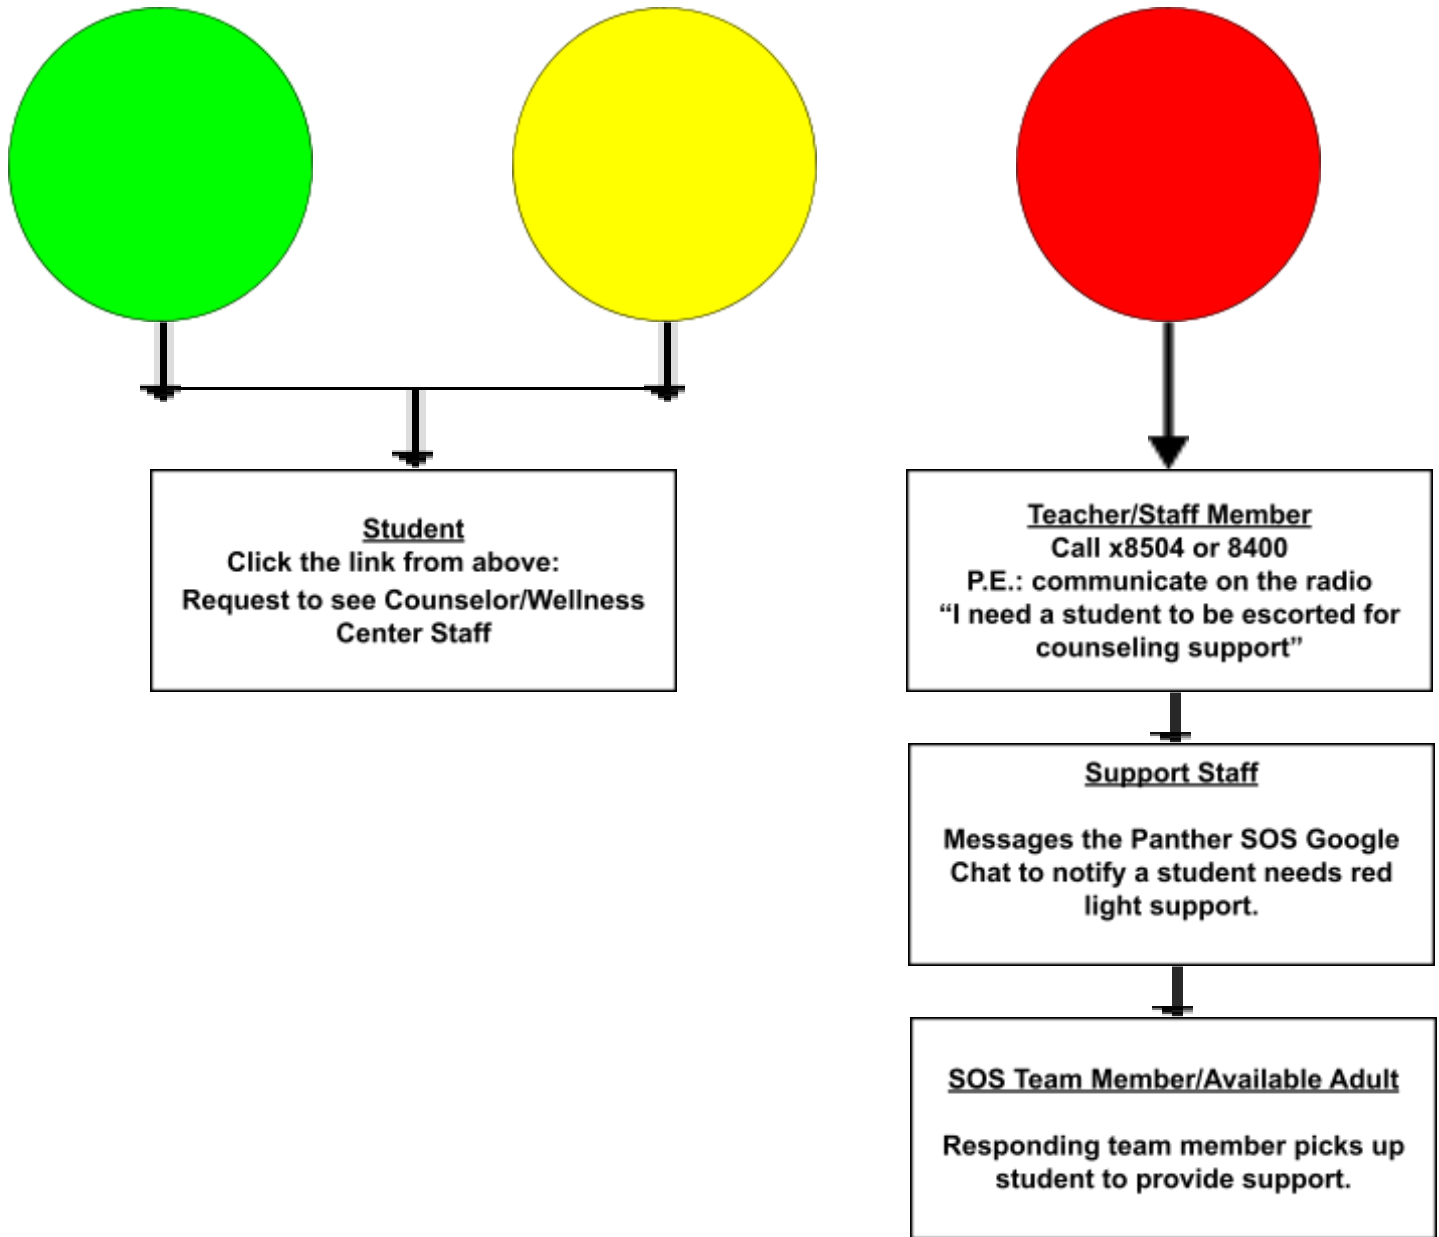 Student
Click the link from above:
Request to see Counselor/Wellness
Center Staff
Teacher/Staff Member
Call x8504 or 8400
P.E.: communicate on the radio
“I need a student to be escorted for
counseling support”
Support Staff
Messages the Panther SOS Google
Chat to notify a student needs red
light support.
SOS Team Member/Available Adult
Responding team member picks up
student to provide support.